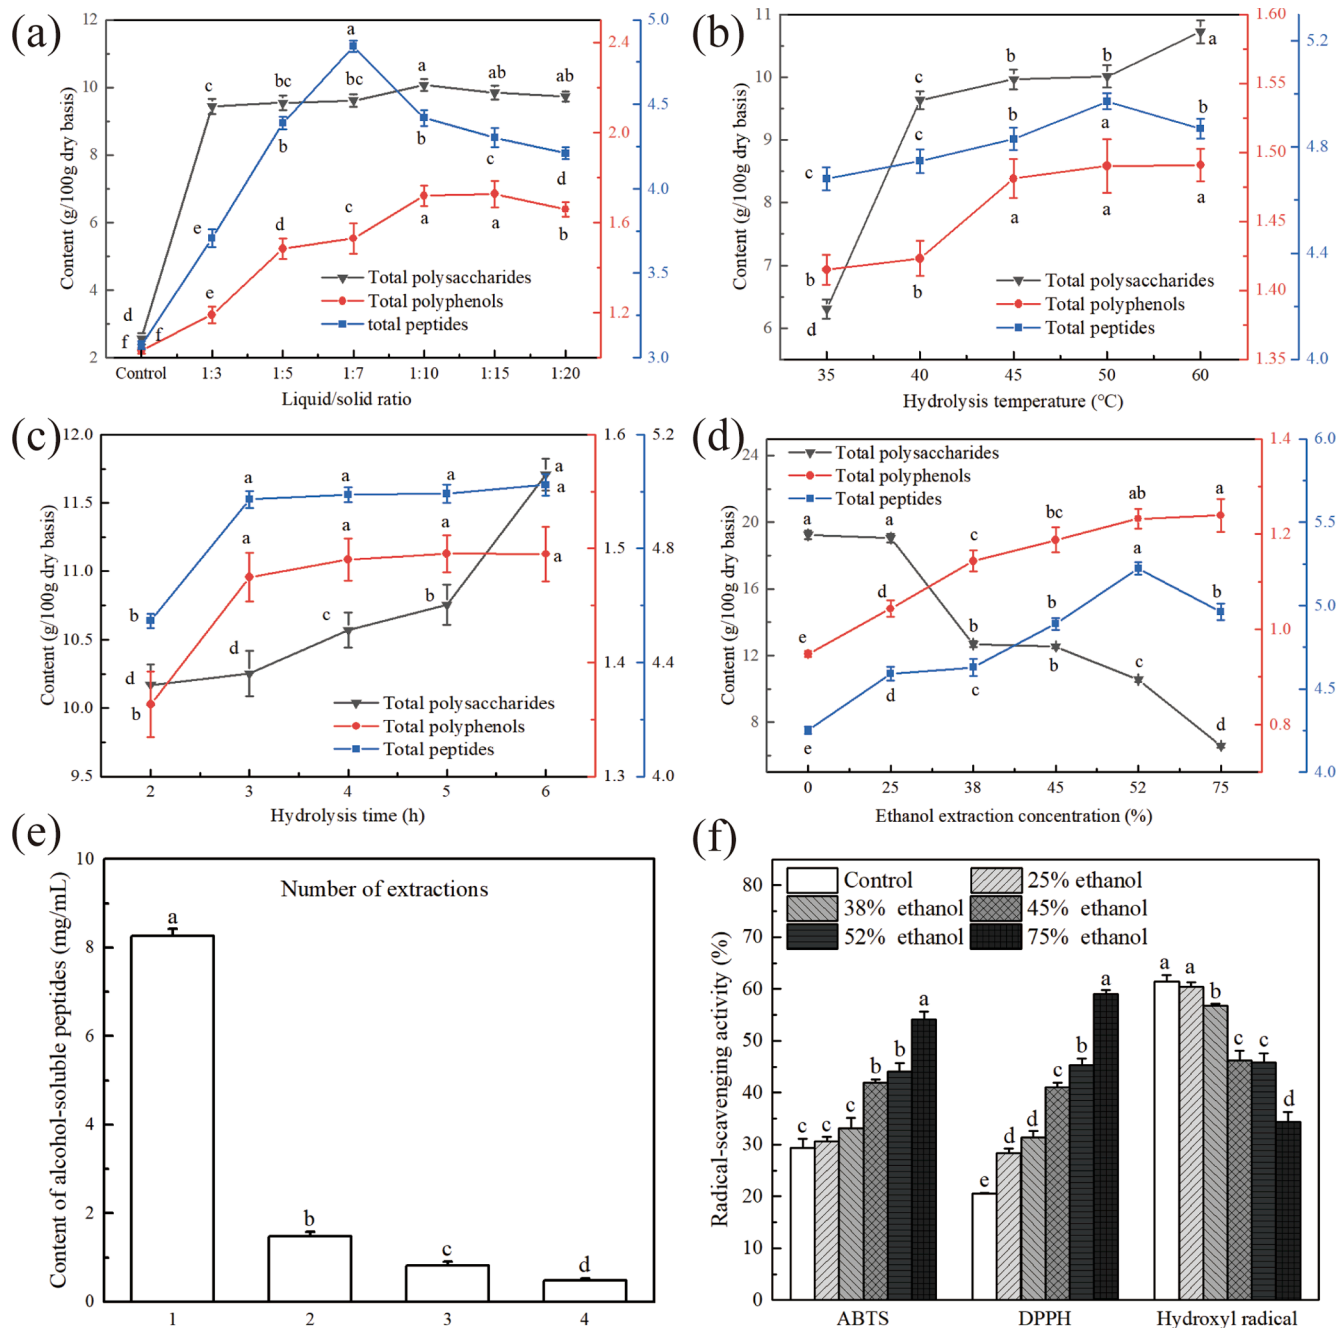 (a)
12
10
8
6
4
2
Content (g/100g dry basis)
5.0
4.5
4.0
3.5
3.0
2.4
2.0
1.6
1.2
a
c bc bc a ab ab
b b c d
e d c a a b
e
d
f f
Total polysaccharides
Total polyphenols
total peptides
Control 1:3 1:5 1:7 1:10 1:15 1:20
Liquid/solid ratio
(b)
11
10
9
8
7
6
Content (g/100g dry basis)
1.60
1.55
1.50
1.45
1.40
1.35
5.2
4.8
4.4
4.0
c b b a
c c b a b
b b a a a
d
Total polysaccharides
Total polyphenols
Total peptides
35 40 45 50 60
Hydrolysis temperature (℃)
(c)
12.0
11.5
11.0
10.5
10.0
9.5
Content (g/100g dry basis)
1.6
1.5
1.4
1.3
5.2
4.8
4.4
4.0
b a a a a
a a a a a
d d c b
b
Total polysaccharides
Total polyphenols
Total peptides
2 3 4 5 6
Hydrolysis time (h)
(d)
24
20
16
12
8
Content (g/100g dry basis)
1.4
1.2
1.0
0.8
6.0
5.5
5.0
4.5
4.0
Total polysaccharides
Total polyphenols
Total peptides
a a c bc ab a
e d b b a b
e d c b c d
0 25 38 45 52 75
Ethanol extraction concentration (%)
(e)
10
8
6
4
2
0
Content of alcohol-soluble peptides (mg/mL)
Number of extractions
a
b
c
d
1 2 3 4
(f)
80
70
60
50
40
30
20
10
0
Radical-scavenging activity (%)
Control 25% ethanol
38% ethanol 45% ethanol
52% ethanol 75% ethanol
c c c b b a
e d d c b a
a a b c c d
ABTS DPPH Hydroxyl radical